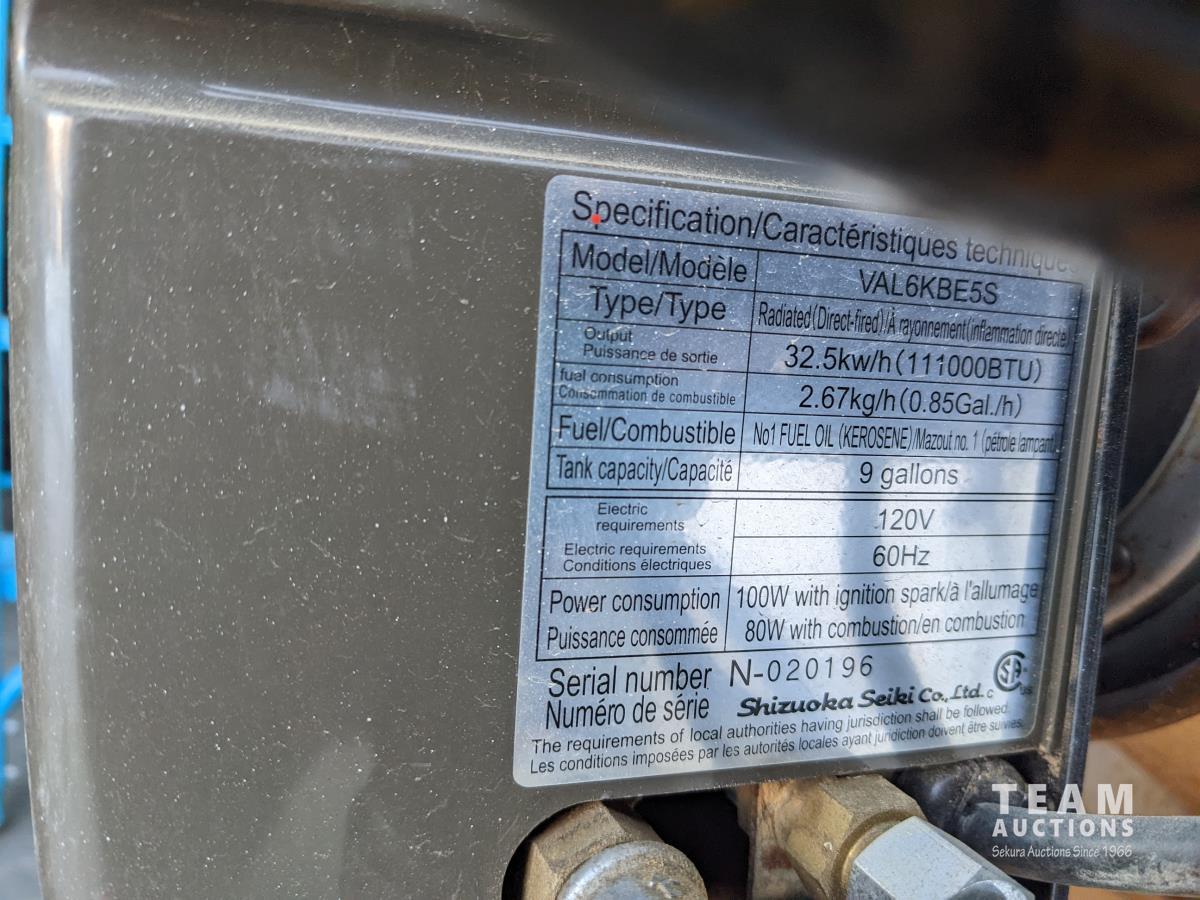 Specification/Caractéristiques techniques
Model/Modèle VAL6KBE5S
Type/Type Radiated(Direct-fired)/À rayonnement(inflammation directe)
Output
Puissance de sortie 32.5kw/h(111000BTU)
fuel consumption
Consommation de combustible 2.67kg/h(0.85Gal./h)
Fuel/Combustible No1 FUEL OIL (KEROSENE)/Mazout no. 1 (pétrole lampant)
Tank capacity/Capacité 9 gallons
Electric
requirements 120V
Electric requirements
Conditions électriques 60Hz
Power consumption 100W with ignition spark/à l'allumage
Puissance consommée 80W with combustion/en combustion
Serial number N-020196
Numéro de série Shizuoka Seiki Co.,Ltd.
C SA US
The requirements of local authorities having jurisdiction shall be followed.
Les conditions imposées par les autorités locales ayant juridiction doivent être suivies.
TEAM
AUCTIONS
Sekura Auctions Since 1966